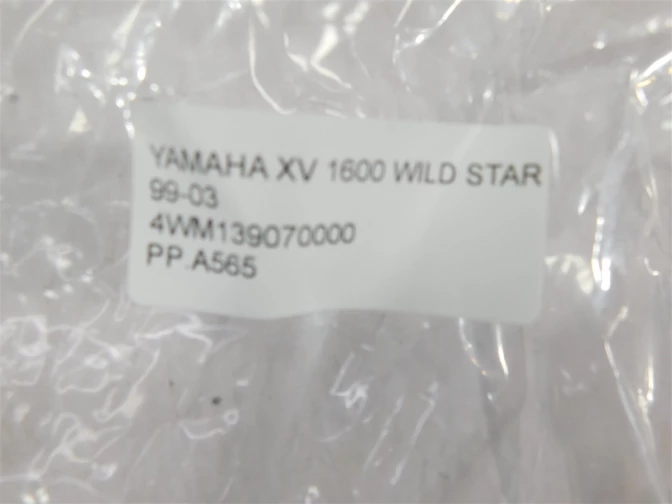 YAMAHA XV 1600 WILD STAR
99-03
4WM139070000
PP.A565